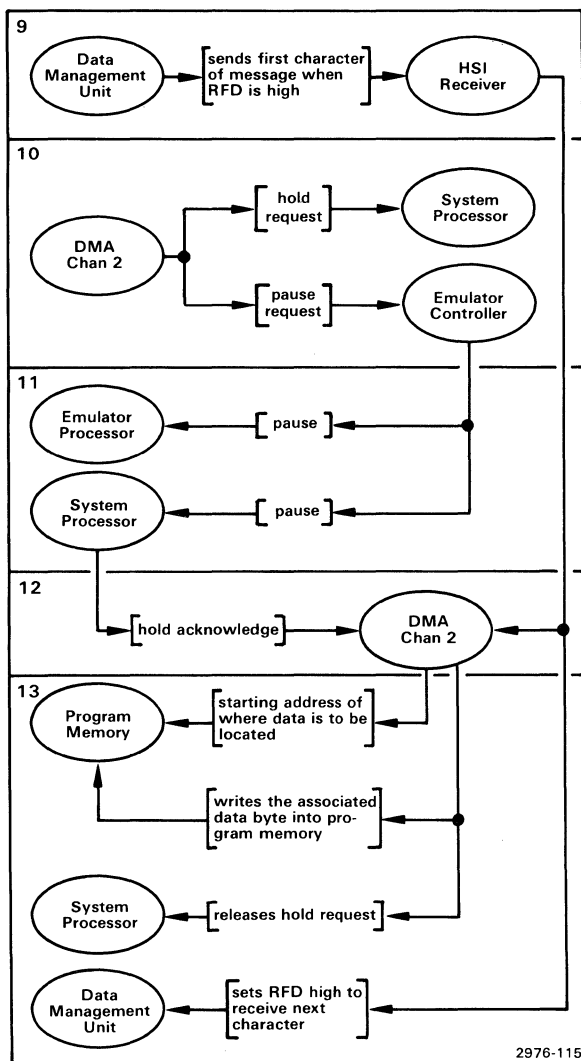 9
Data
Management
Unit
sends first character
of message when
RFD is high
HSI
Receiver
10
DMA
Chan 2
hold
request
System
Processor
pause
request
Emulator
Controller
11
Emulator
Processor
pause
System
Processor
pause
12
hold acknowledge
DMA
Chan 2
13
Program
Memory
starting address of
where data is to be
located
writes the associated
data byte into pro-
gram memory
System
Processor
releases hold request
Data
Management
Unit
sets RFD high to
receive next
character
2976-115